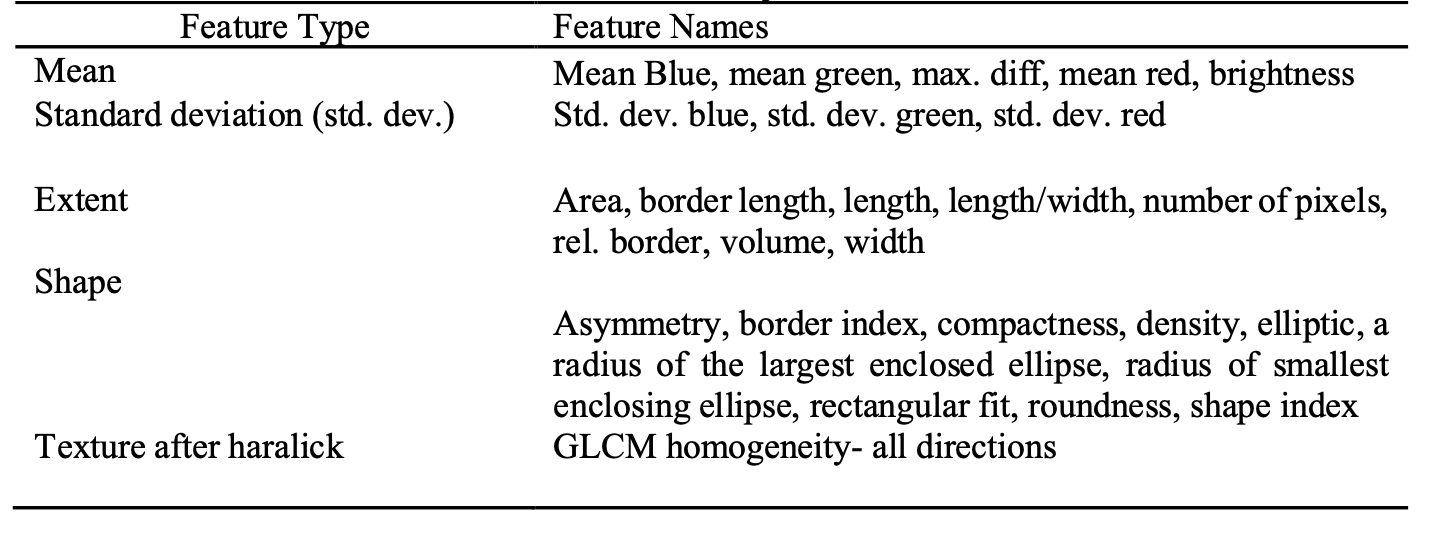 Feature Type Feature Names
Mean Mean Blue, mean green, max. diff, mean red, brightness
Standard deviation (std. dev.) Std. dev. blue, std. dev. green, std. dev. red
Extent Area, border length, length, length/width, number of pixels,
rel. border, volume, width
Shape
Asymmetry, border index, compactness, density, elliptic, a
radius of the largest enclosed ellipse, radius of smallest
enclosing ellipse, rectangular fit, roundness, shape index
Texture after haralick GLCM homogeneity- all directions